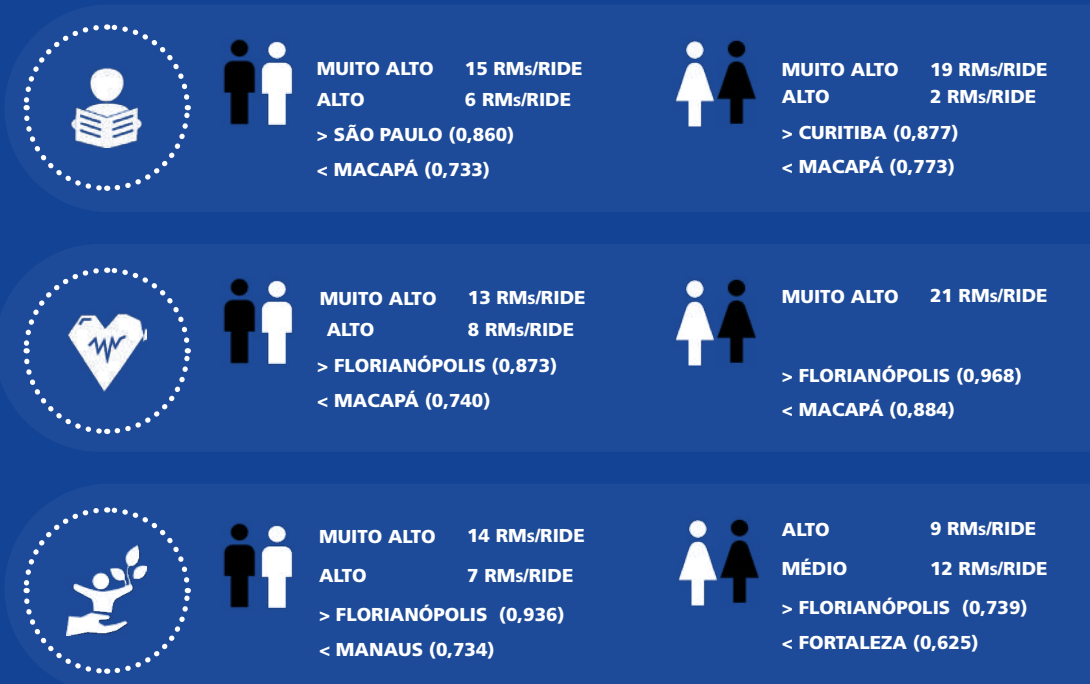 MUITO ALTO 15 RMs/RIDE
ALTO 6 RMs/RIDE
> SÃO PAULO (0,860)
< MACAPÁ (0,733)
MUITO ALTO 19 RMs/RIDE
ALTO 2 RMs/RIDE
> CURITIBA (0,877)
< MACAPÁ (0,773)
MUITO ALTO 13 RMs/RIDE
ALTO 8 RMs/RIDE
> FLORIANÓPOLIS (0,873)
< MACAPÁ (0,740)
MUITO ALTO 21 RMs/RIDE
> FLORIANÓPOLIS (0,968)
< MACAPÁ (0,884)
MUITO ALTO 14 RMs/RIDE
ALTO 7 RMs/RIDE
> FLORIANÓPOLIS (0,936)
< MANAUS (0,734)
ALTO 9 RMs/RIDE
MÉDIO 12 RMs/RIDE
> FLORIANÓPOLIS (0,739)
< FORTALEZA (0,625)